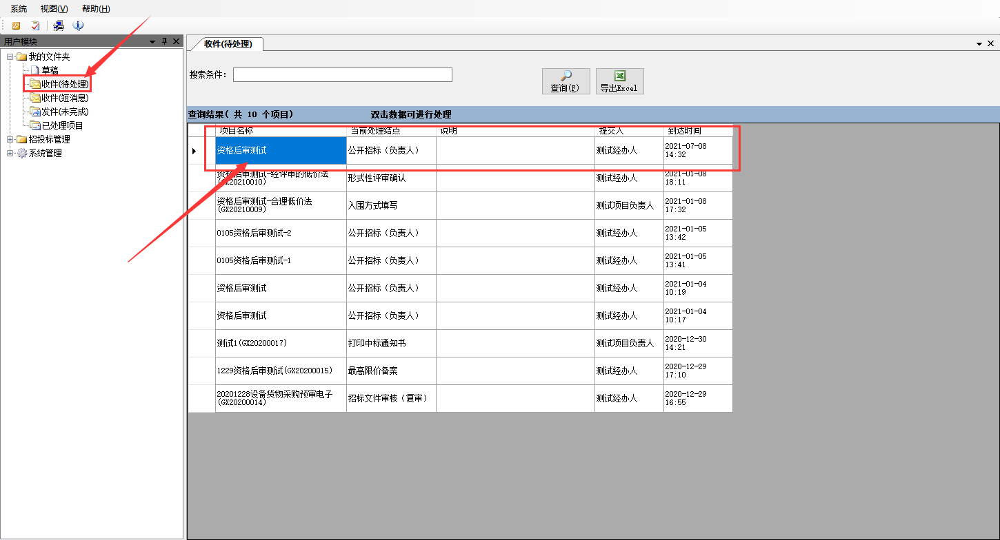 系统 视图(V) 帮助(H)
用户模块
我的文件夹
草稿
收件(待处理)
收件(短消息)
发件(未完成)
已处理项目
招投标管理
系统管理
收件(待处理)
搜索条件:
查询(F)
导出Excel
查询结果( 共 10 个项目) 双击数据可进行处理
项目名称 当前处理结点 说明 提交人 到达时间
资格后审测试 公开招标（负责人） 测试经办人 2021-07-08
14:32
资格后审测试-经评审的低价法
(GX20210010) 形式性评审确认 测试经办人 2021-01-08
18:11
资格后审测试-合理低价法
(GX20210009) 入围方式填写 测试项目负责人 2021-01-08
17:32
0105资格后审测试-2 公开招标（负责人） 测试经办人 2021-01-05
13:42
0105资格后审测试-1 公开招标（负责人） 测试经办人 2021-01-05
13:41
资格后审测试 公开招标（负责人） 测试经办人 2021-01-04
10:19
资格后审测试 公开招标（负责人） 测试经办人 2021-01-04
10:17
测试1(GX20200017) 打印中标通知书 测试项目负责人 2020-12-30
14:21
1229资格后审测试(GX20200015) 最高限价备案 测试经办人 2020-12-29
17:10
20201228设备货物采购预审电子
(GX20200014) 招标文件审核（复审） 测试经办人 2020-12-29
16:55